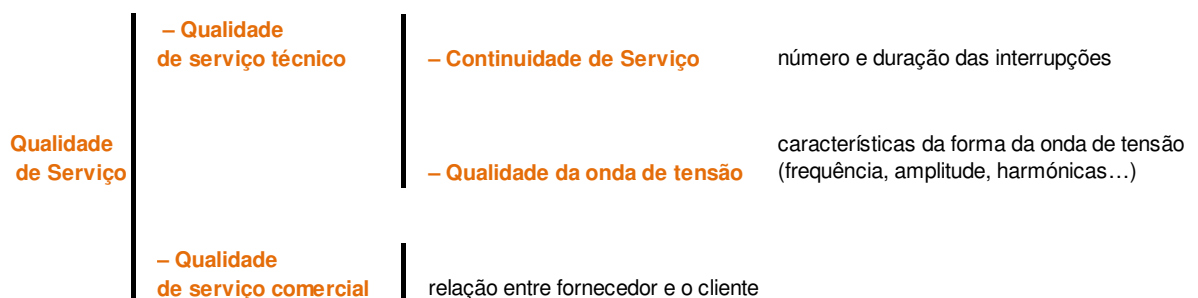 – Qualidade
de serviço técnico
– Continuidade de Serviço
número e duração das interrupções
Qualidade
de Serviço
– Qualidade da onda de tensão
características da forma da onda de tensão
(frequência, amplitude, harmónicas…)
– Qualidade
de serviço comercial
relação entre fornecedor e o cliente